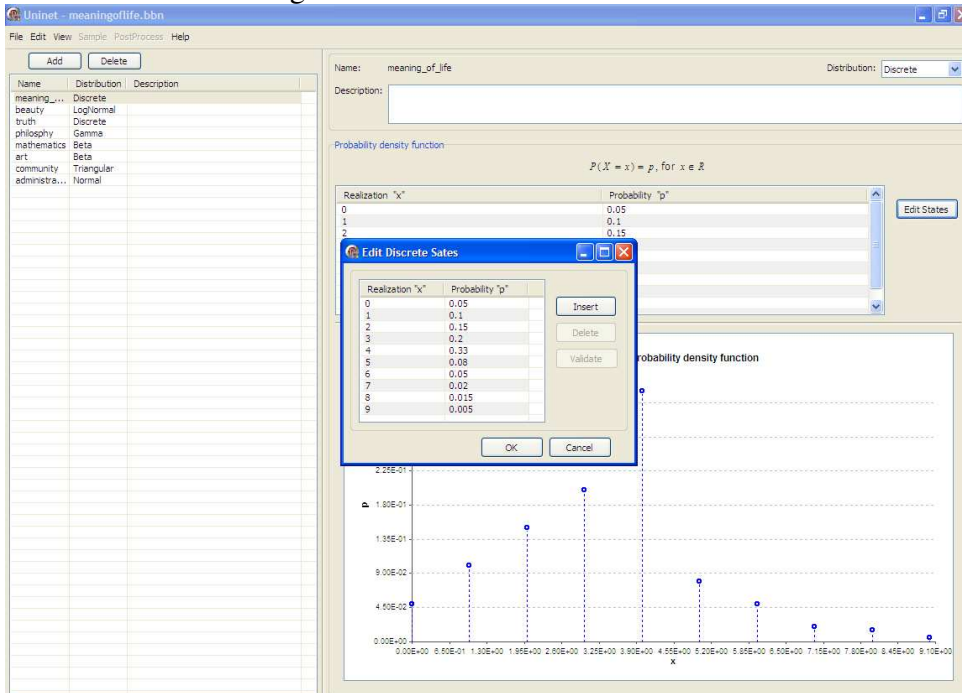 Uninet - meaningoflife.bbn
File Edit View Sample PostProcess Help
Add Delete
Name Distribution Description
meaning_... Discrete
beauty LogNormal
truth Discrete
philosphy Gamma
mathematics Beta
art Beta
community Triangular
administra... Normal
Name: meaning_of_life Distribution: Discrete
Description:
Probability density function
P(X = x) = p, for x ∈ R
Realization "x" Probability "p"
0 0.05
1 0.1
2 0.15
Edit States
Edit Discrete Sates
Realization "x" Probability "p"
0 0.05
1 0.1
2 0.15
3 0.2
4 0.33
5 0.08
6 0.05
7 0.02
8 0.015
9 0.005
Insert
Delete
Validate
OK Cancel
robability density function
2.25E-01
1.80E-01
1.35E-01
9.00E-02
4.50E-02
0.00E+00
p
0.00E+00 6.50E-01 1.30E+00 1.95E+00 2.60E+00 3.25E+00 3.90E+00 4.55E+00 5.20E+00 5.85E+00 6.50E+00 7.15E+00 7.80E+00 8.45E+00 9.10E+00
x